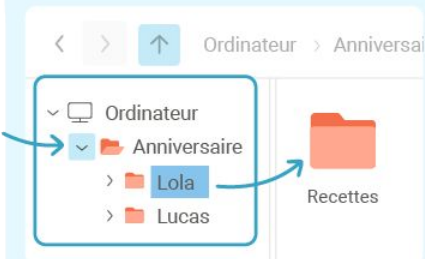 Ordinateur > Anniversai
Ordinateur
Anniversaire
Lola
Lucas
Recettes